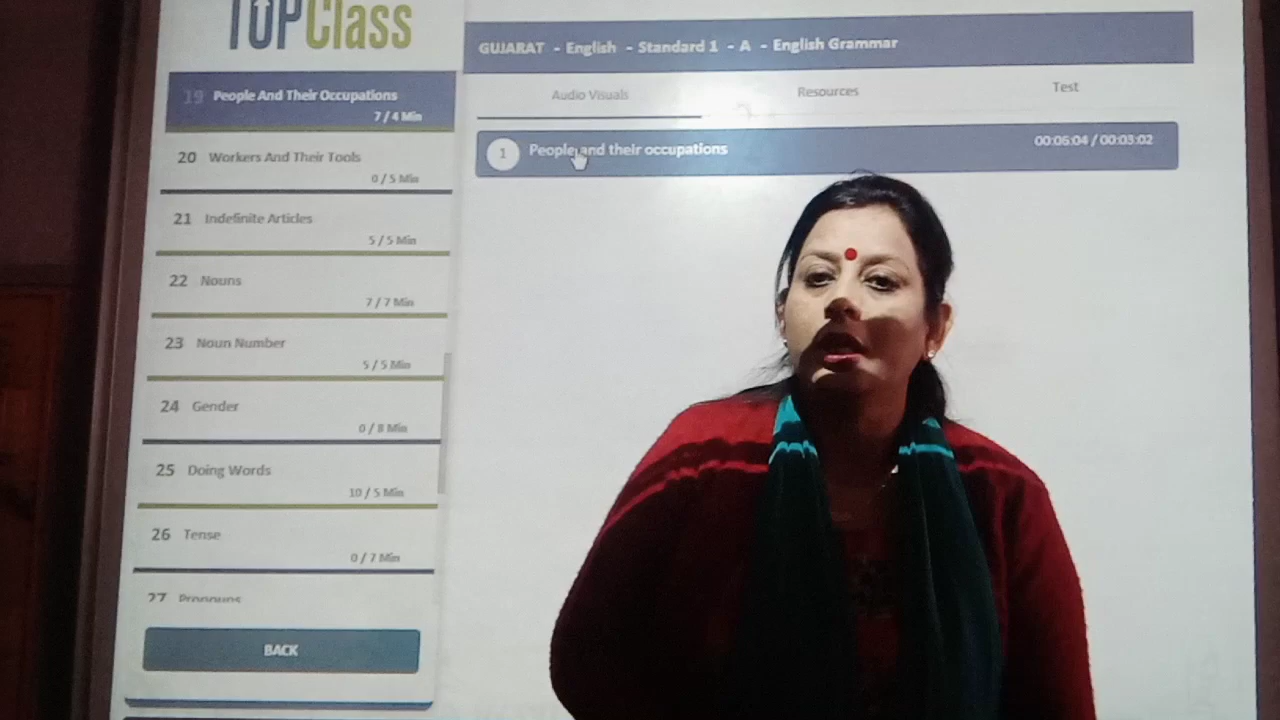 TOPClass
GUJARAT - English - Standard 1 - A - English Grammar
Audio Visuals Resources Test
1 People and their occupations 00:06:04 / 00:03:02
19 People And Their Occupations
7 / 4 Min
20 Workers And Their Tools
0 / 5 Min
21 Indefinite Articles
5 / 5 Min
22 Nouns
7 / 7 Min
23 Noun Number
5 / 5 Min
24 Gender
0 / 8 Min
25 Doing Words
10 / 5 Min
26 Tense
0 / 7 Min
27 Pronouns
BACK